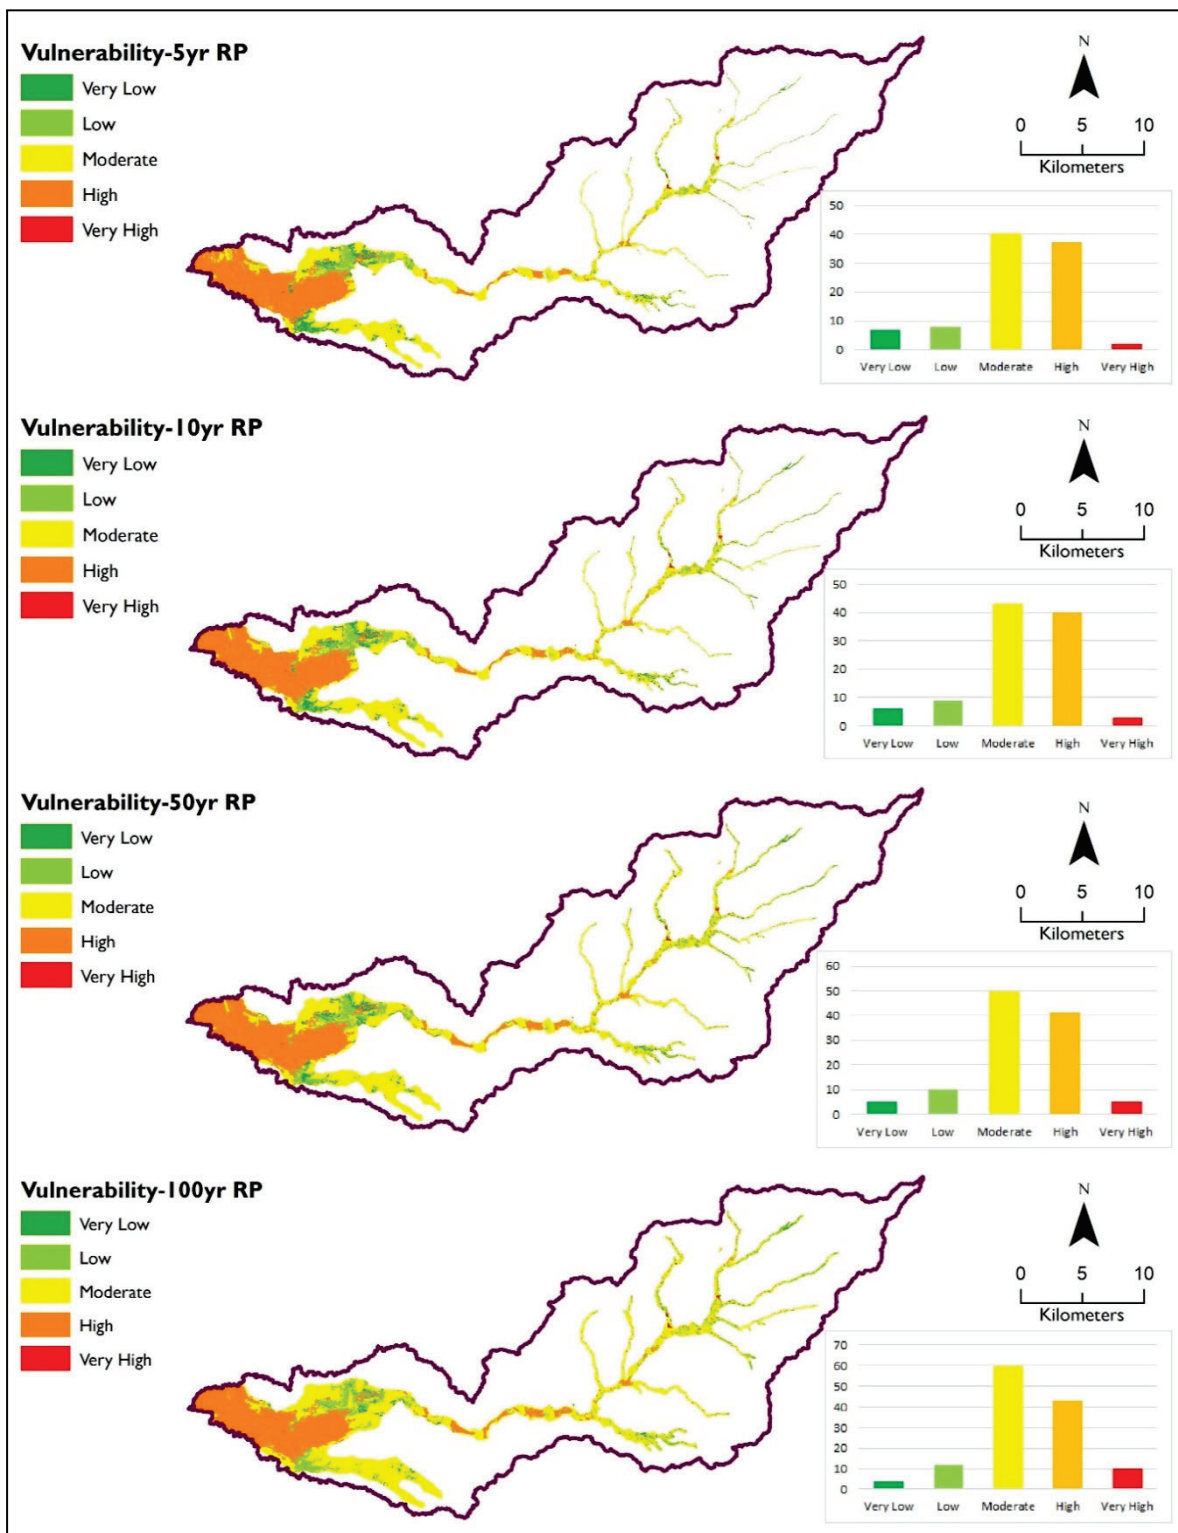 Vulnerability-5yr RP
Very Low
Low
Moderate
High
Very High
N
0 5 10
Kilometers
50
40
30
20
10
0
Very Low Low Moderate High Very High
Vulnerability-10yr RP
Very Low
Low
Moderate
High
Very High
N
0 5 10
Kilometers
50
40
30
20
10
0
Very Low Low Moderate High Very High
Vulnerability-50yr RP
Very Low
Low
Moderate
High
Very High
N
0 5 10
Kilometers
60
50
40
30
20
10
0
Very Low Low Moderate High Very High
Vulnerability-100yr RP
Very Low
Low
Moderate
High
Very High
N
0 5 10
Kilometers
70
60
50
40
30
20
10
0
Very Low Low Moderate High Very High